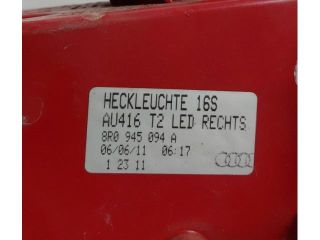 HECKLEUCHTE 16S
AU416 T2 LED RECHTS
8R0 945 094 A
06/06/11 06:17
1 23 11